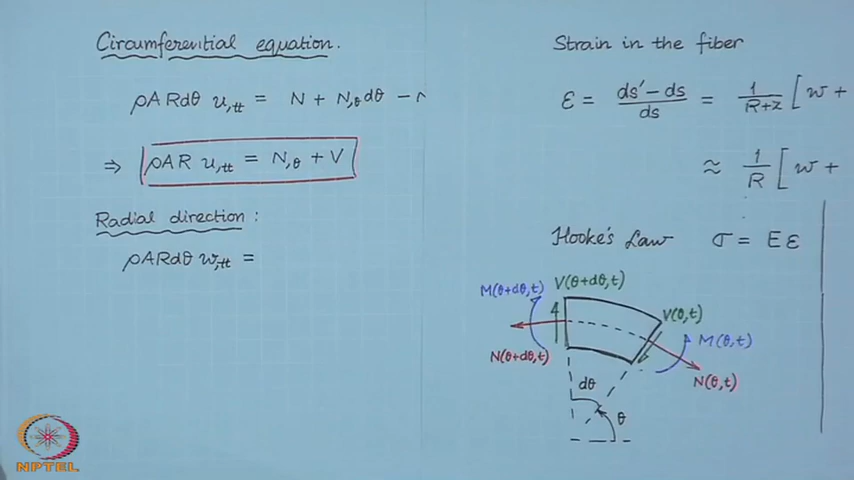 Circumferential equation.
ρARdθ u,tt = N + N,θ dθ −
⇒ ρAR u,tt = N,θ + V
Radial direction :
ρARdθ w,tt =
Strain in the fiber
ε = (ds' − ds)/ds = 1/(R+z) [ w +
≈ 1/R [ w +
Hooke's Law σ = Eε
M(θ+dθ,t) V(θ+dθ,t)
V(θ,t)
M(θ,t)
N(θ+dθ,t)
N(θ,t)
dθ
θ
NPTEL